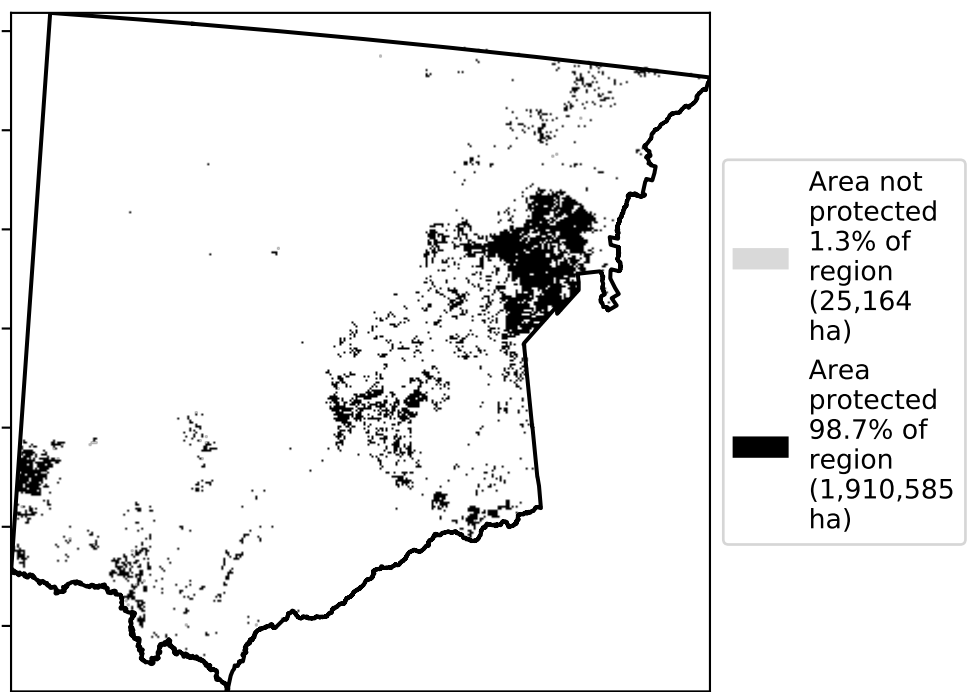 Area not
protected
1.3% of
region
(25,164
ha)
Area
protected
98.7% of
region
(1,910,585
ha)